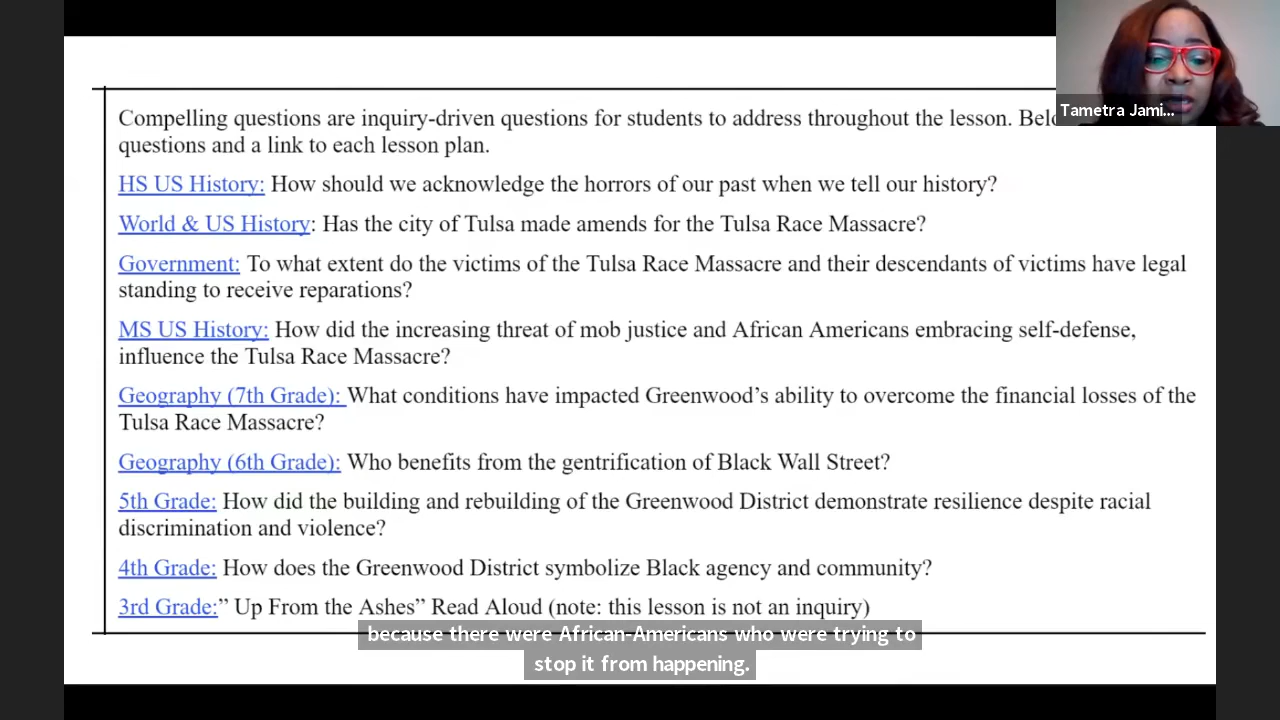 Compelling questions are inquiry-driven questions for students to address throughout the lesson.
questions and a link to each lesson plan.
HS US History: How should we acknowledge the horrors of our past when we tell our history?
World & US History: Has the city of Tulsa made amends for the Tulsa Race Massacre?
Government: To what extent do the victims of the Tulsa Race Massacre and their descendants of victims have legal
standing to receive reparations?
MS US History: How did the increasing threat of mob justice and African Americans embracing self-defense,
influence the Tulsa Race Massacre?
Geography (7th Grade): What conditions have impacted Greenwood’s ability to overcome the financial losses of the
Tulsa Race Massacre?
Geography (6th Grade): Who benefits from the gentrification of Black Wall Street?
5th Grade: How did the building and rebuilding of the Greenwood District demonstrate resilience despite racial
discrimination and violence?
4th Grade: How does the Greenwood District symbolize Black agency and community?
3rd Grade:” Up From the Ashes” Read Aloud (note: this lesson is not an inquiry)
because there were African-Americans who were trying to
stop it from happening.
Tametra Jami...